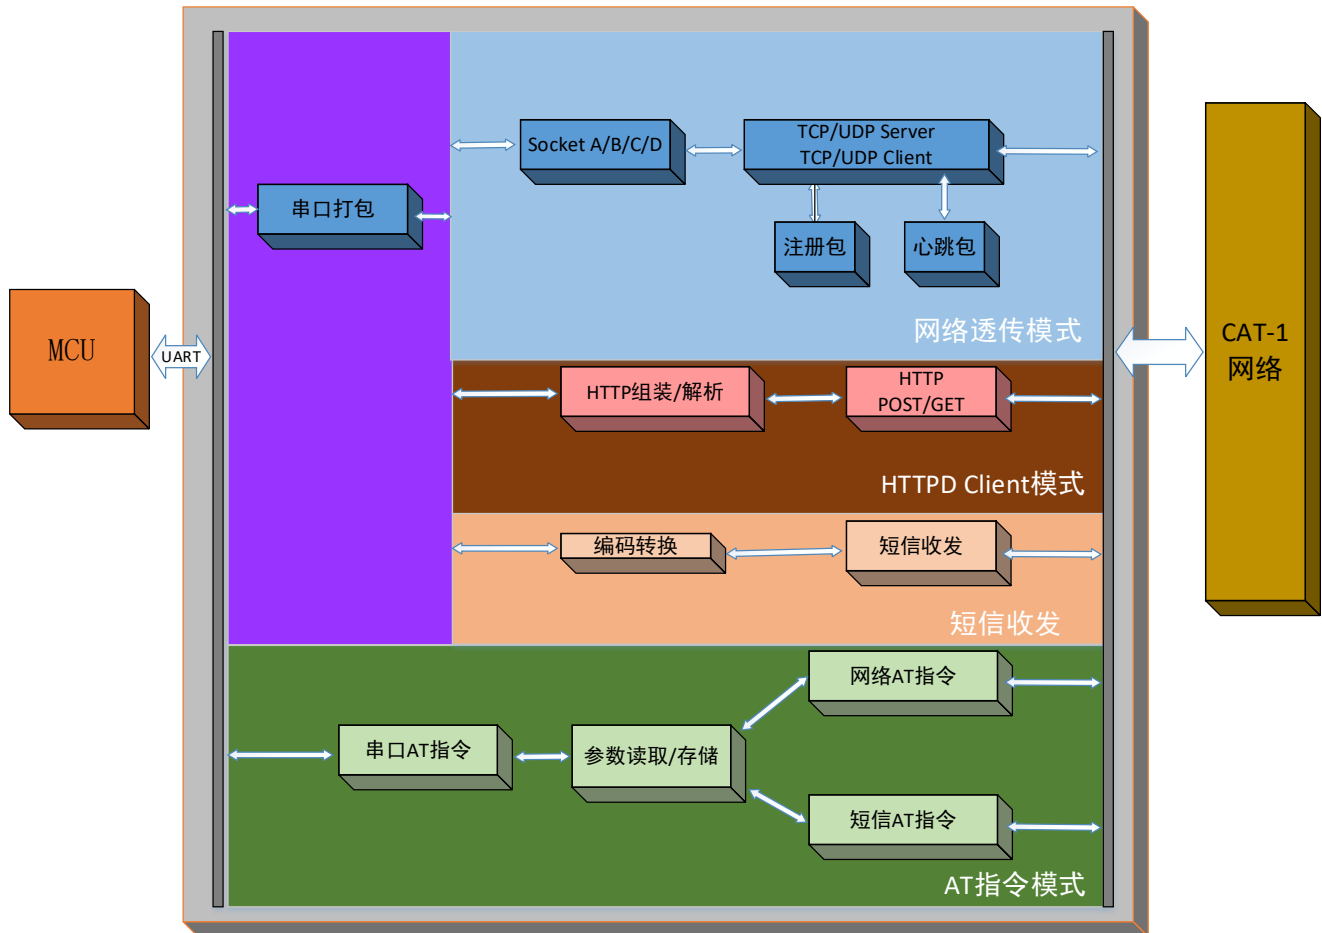 Socket A/B/C/D
TCP/UDP Server
TCP/UDP Client
串口打包
注册包
心跳包
网络透传模式
MCU
UART
CAT-1
网络
HTTP组装/解析
HTTP
POST/GET
HTTPD Client模式
编码转换
短信收发
短信收发
网络AT指令
串口AT指令
参数读取/存储
短信AT指令
AT指令模式